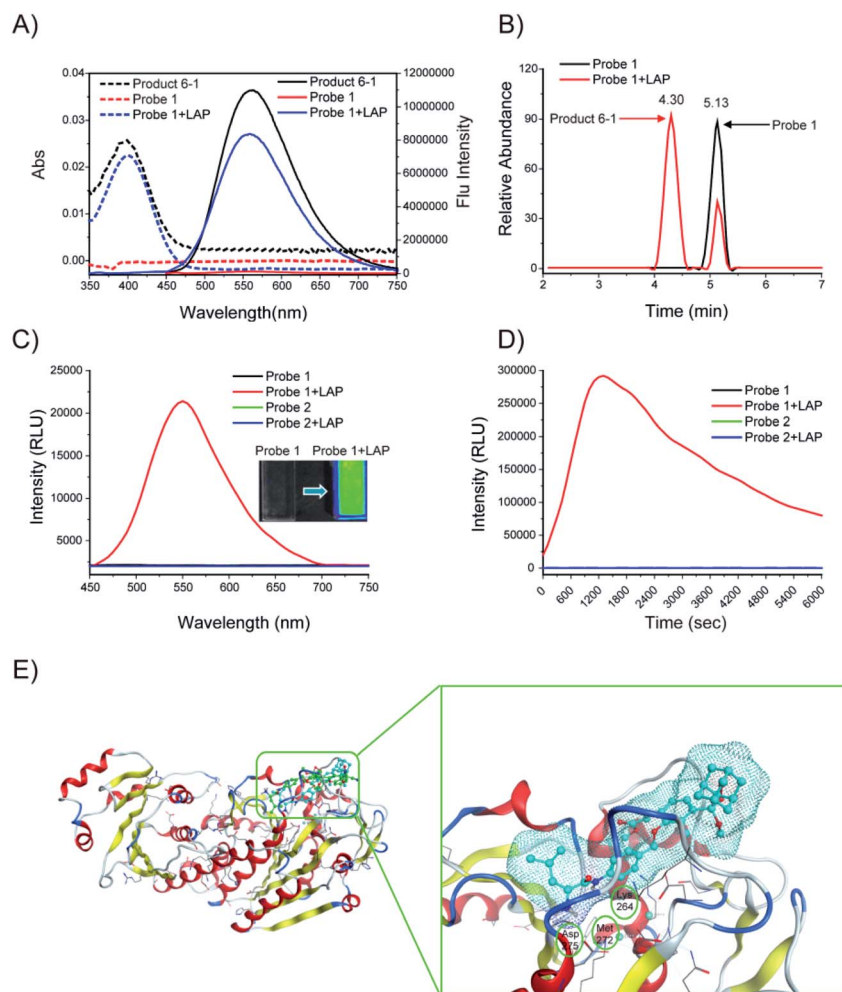 A)
Product 6-1
Probe 1
Probe 1+LAP
Product 6-1
Probe 1
Probe 1+LAP
0.04
0.03
0.02
0.01
0.00
Abs
12000000
10000000
8000000
6000000
4000000
2000000
0
Flu Intensity
350 400 450 500 550 600 650 700 750
Wavelength(nm)
B)
Probe 1
Probe 1+LAP
120
90
60
30
0
Relative Abundance
4.30 5.13
Product 6-1
Probe 1
2 3 4 5 6 7
Time (min)
C)
Probe 1
Probe 1+LAP
Probe 2
Probe 2+LAP
25000
20000
15000
10000
5000
Intensity (RLU)
Probe 1 Probe 1+LAP
450 500 550 600 650 700 750
Wavelength (nm)
D)
Probe 1
Probe 1+LAP
Probe 2
Probe 2+LAP
300000
250000
200000
150000
100000
50000
0
Intensity (RLU)
0 600 1200 1800 2400 3000 3600 4200 4800 5400 6000
Time (sec)
E)
Lys
264
Met
272
Asp
275